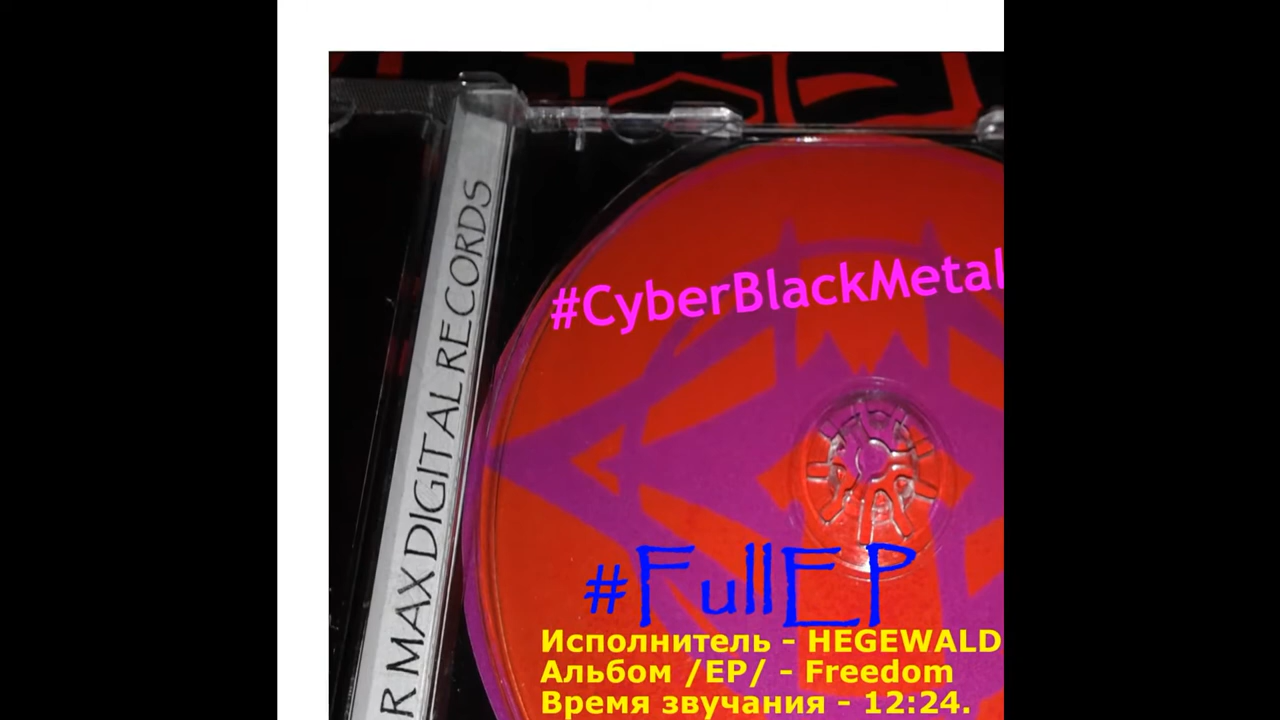 R MAX DIGITAL RECORDS
#CyberBlackMetal
#FullEP
Исполнитель - HEGEWALD
Альбом /EP/ - Freedom
Время звучания - 12:24.